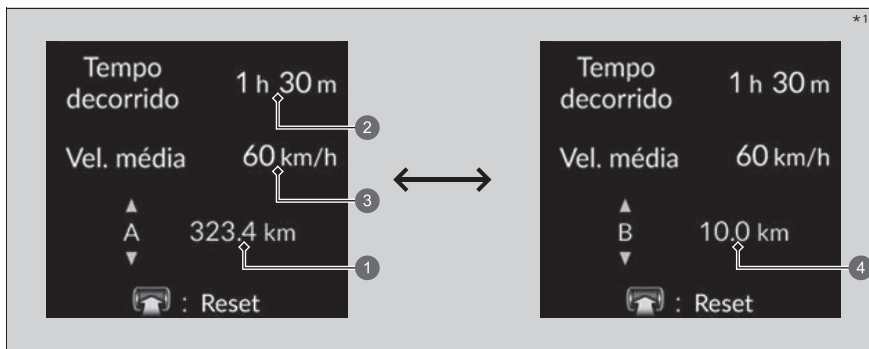 *1
Tempo
decorrido 1 h 30 m
2
Vel. média 60 km/h
3
A 323.4 km
1
: Reset
Tempo
decorrido 1 h 30 m
Vel. média 60 km/h
B 10.0 km
4
: Reset